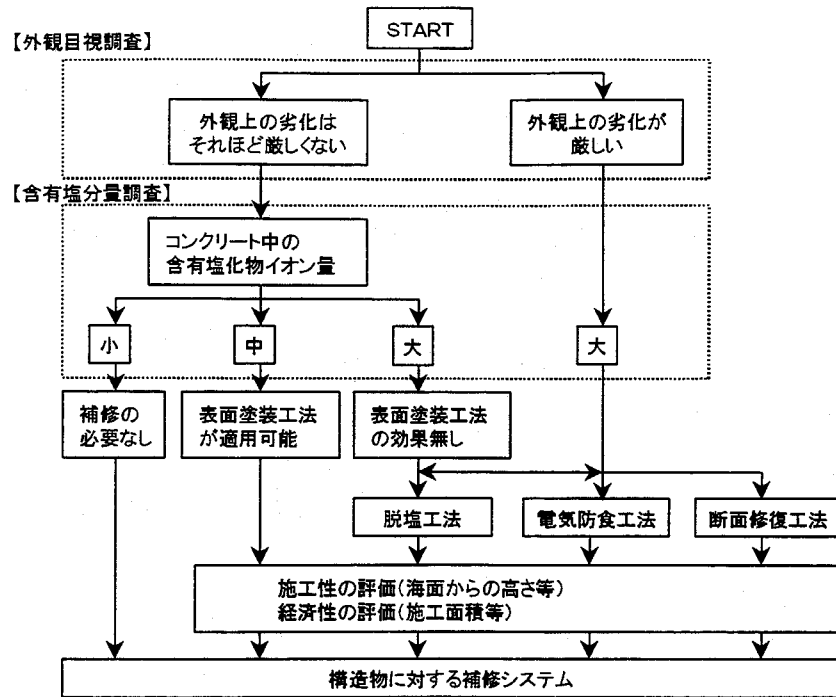 START
【外観目視調査】
外観上の劣化は
それほど厳しくない
外観上の劣化が
厳しい
【含有塩分量調査】
コンクリート中の
含有塩化物イオン量
小
中
大
大
補修の
必要なし
表面塗装工法
が適用可能
表面塗装工法
の効果無し
脱塩工法
電気防食工法
断面修復工法
施工性の評価(海面からの高さ等)
経済性の評価(施工面積等)
構造物に対する補修システム